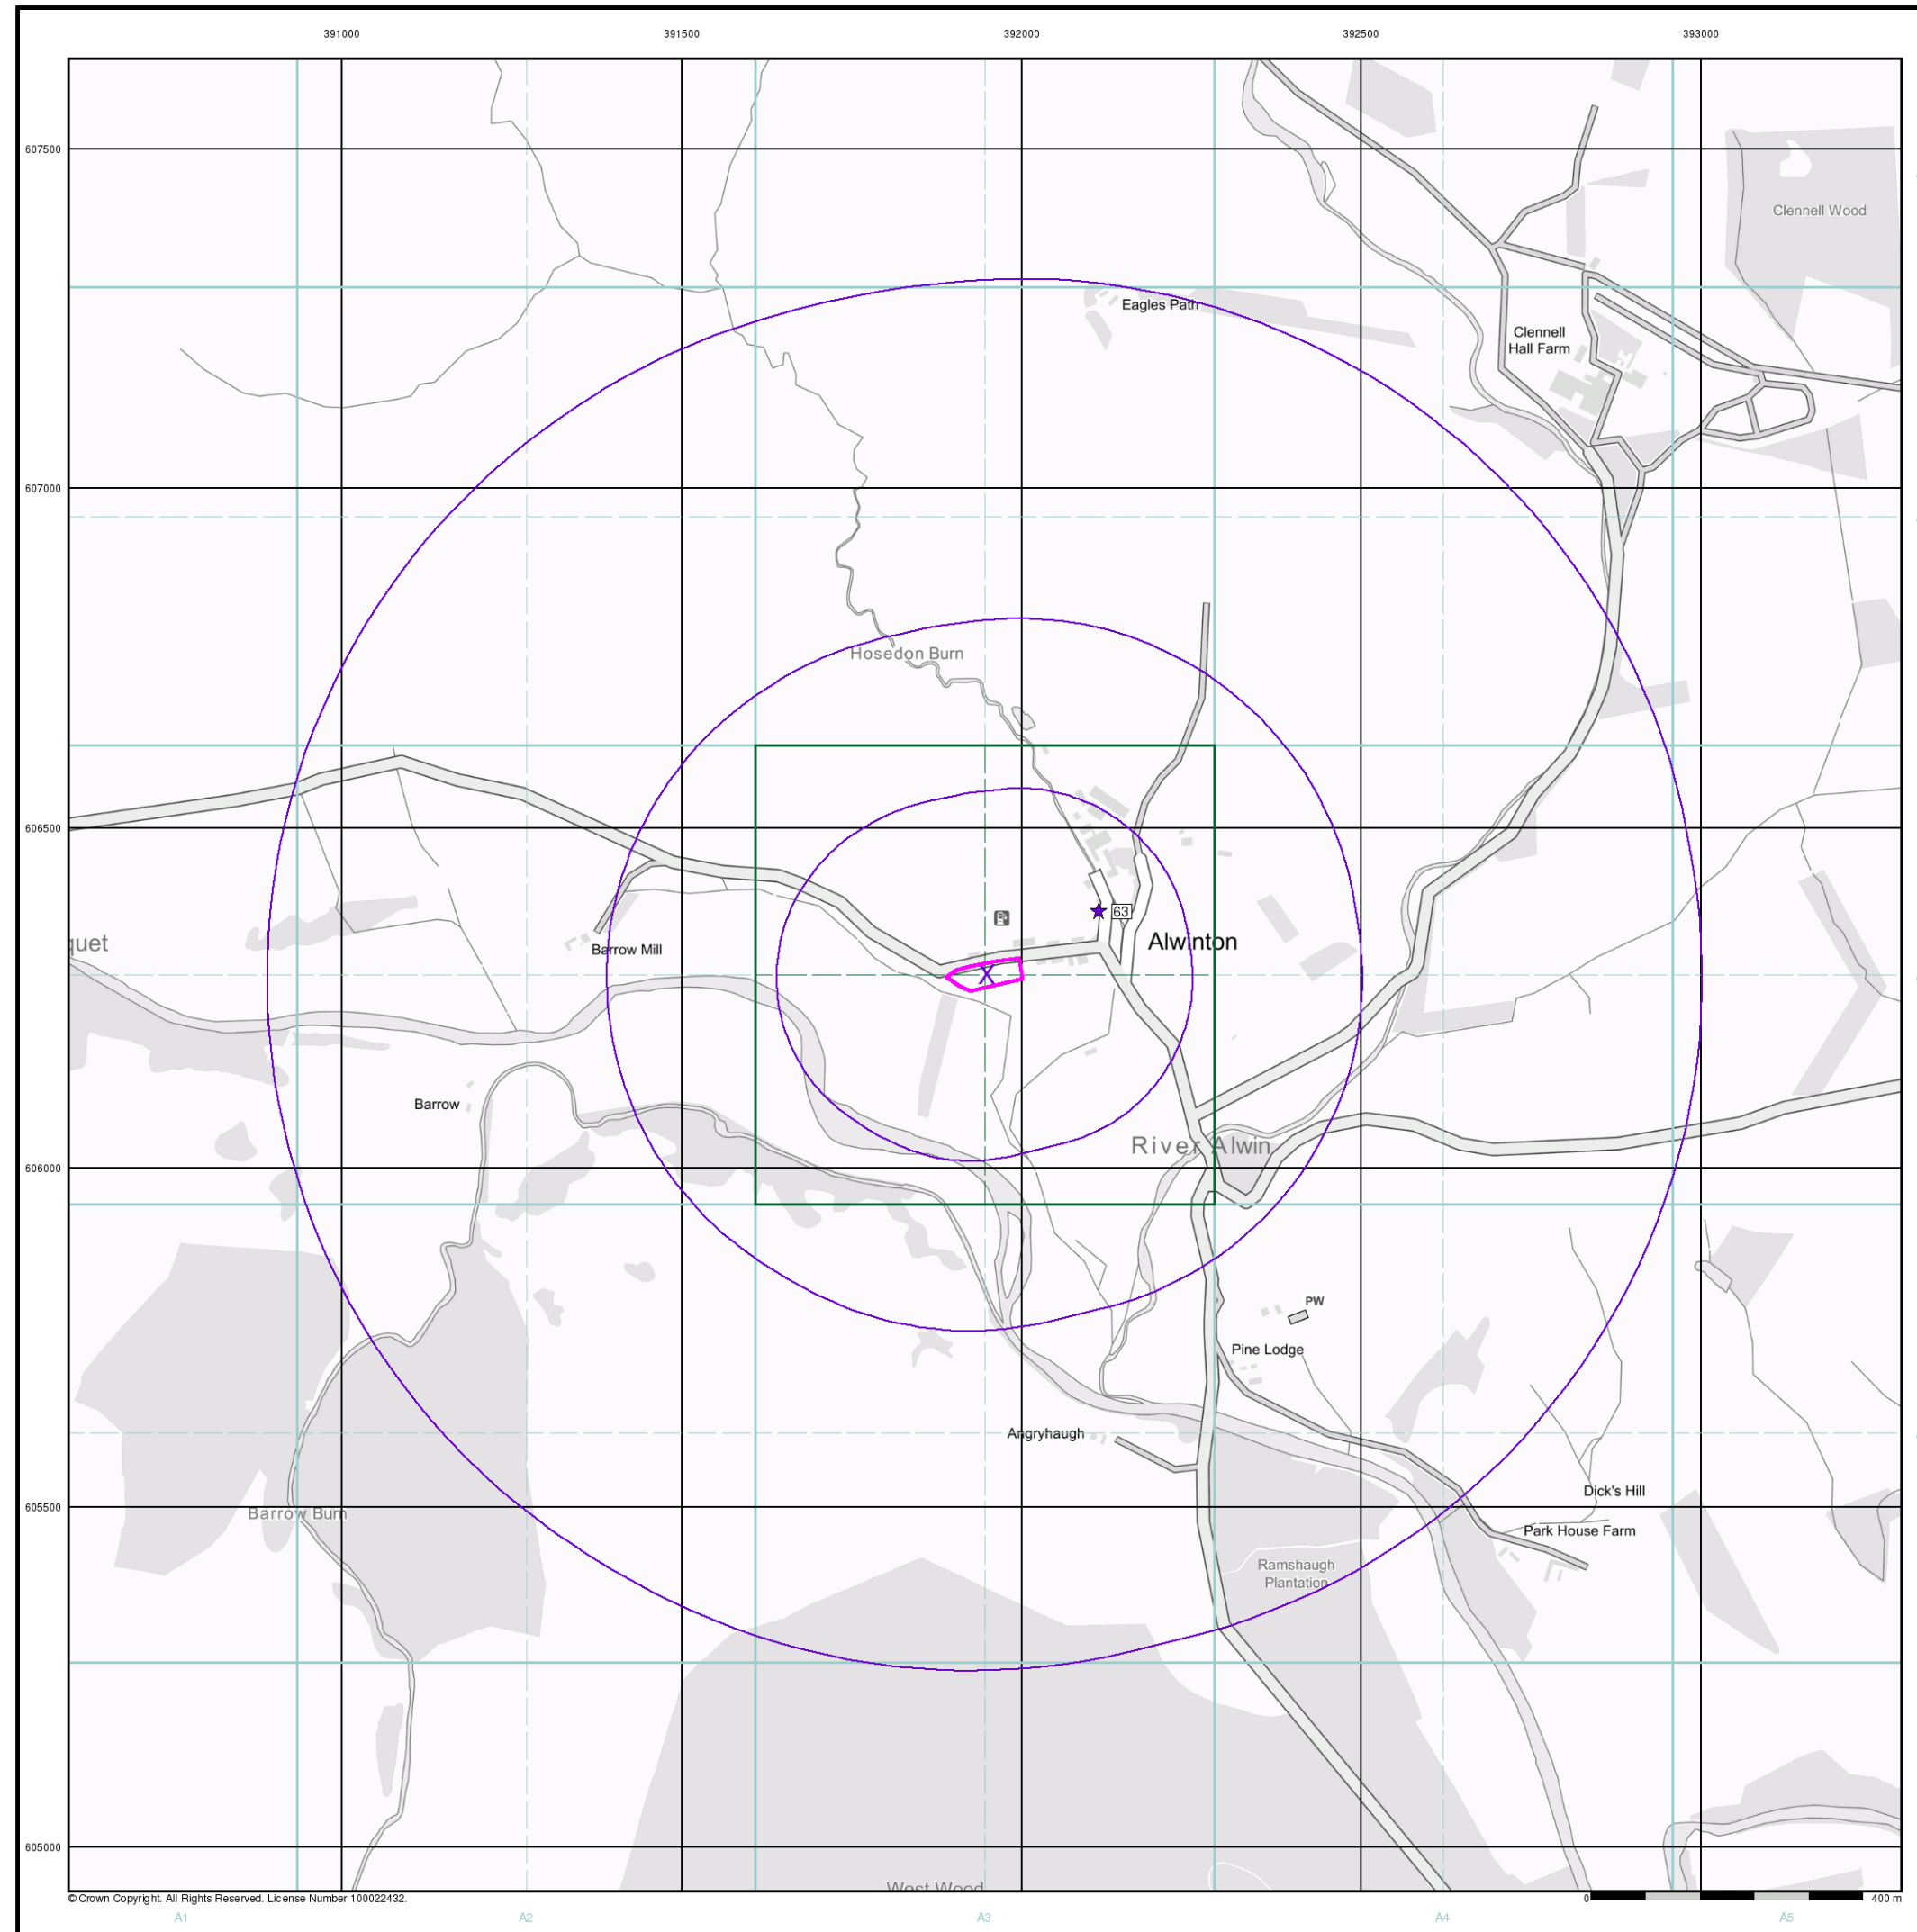 391000 391500 392000 392500 393000
607500
Clennell Wood
Eagles Path
Clennell
Hall Farm
607000
Hosedon Burn
606500
63
quet
Barrow Mill
Alwinton
X
Barrow
River Alwin
606000
PW
Pine Lodge
Angryhaugh
Dick's Hill
605500
Barrow Burn
Park House Farm
Ramshaugh
Plantation
605000
West Wood
© Crown Copyright. All Rights Reserved. License Number 100022432.
0 400 m
A1 A2 A3 A4 A5